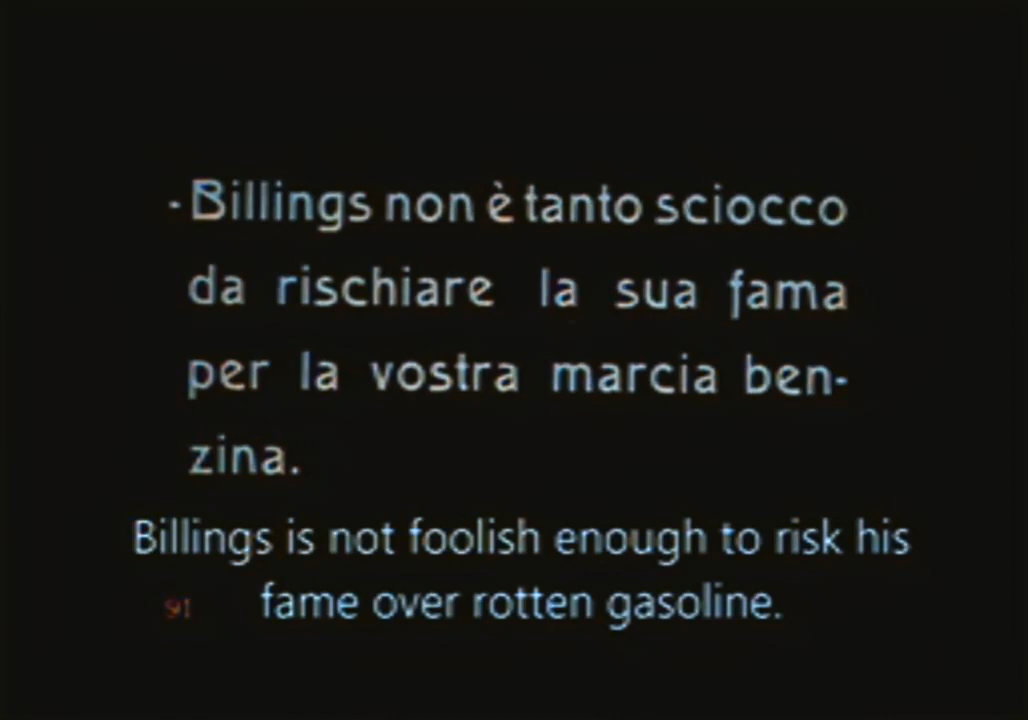 - Billings non è tanto sciocco
da rischiare la sua fama
per la vostra marcia ben-
zina.
Billings is not foolish enough to risk his
fame over rotten gasoline.
91